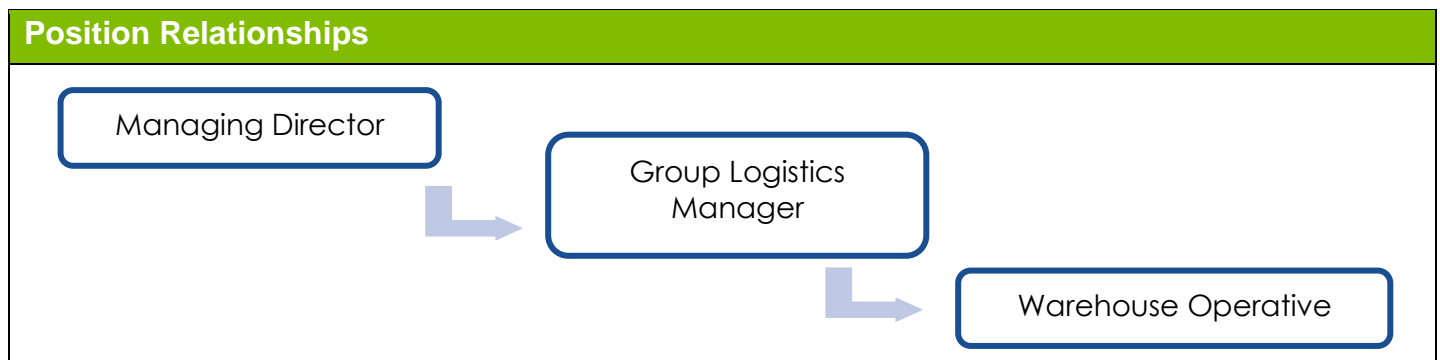 Position Relationships
Managing Director
Group Logistics
Manager
Warehouse Operative